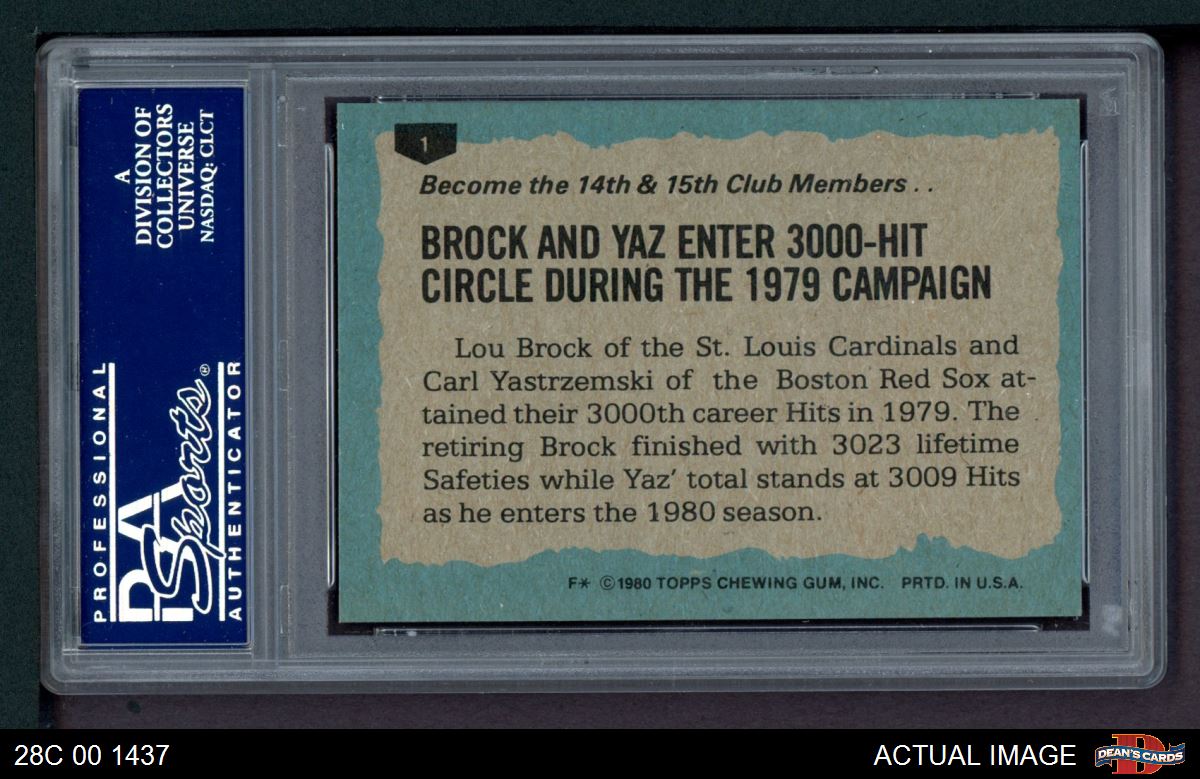 A
DIVISION OF
COLLECTORS
UNIVERSE
NASDAQ: CLCT
PROFESSIONAL
PSA
Sports®
AUTHENTICATOR
1
Become the 14th & 15th Club Members . .
BROCK AND YAZ ENTER 3000-HIT
CIRCLE DURING THE 1979 CAMPAIGN
Lou Brock of the St. Louis Cardinals and
Carl Yastrzemski of the Boston Red Sox at-
tained their 3000th career Hits in 1979. The
retiring Brock finished with 3023 lifetime
Safeties while Yaz' total stands at 3009 Hits
as he enters the 1980 season.
F* ©1980 TOPPS CHEWING GUM, INC. PRTD. IN U.S.A.
28C 00 1437
ACTUAL IMAGE
DEAN'S CARDS